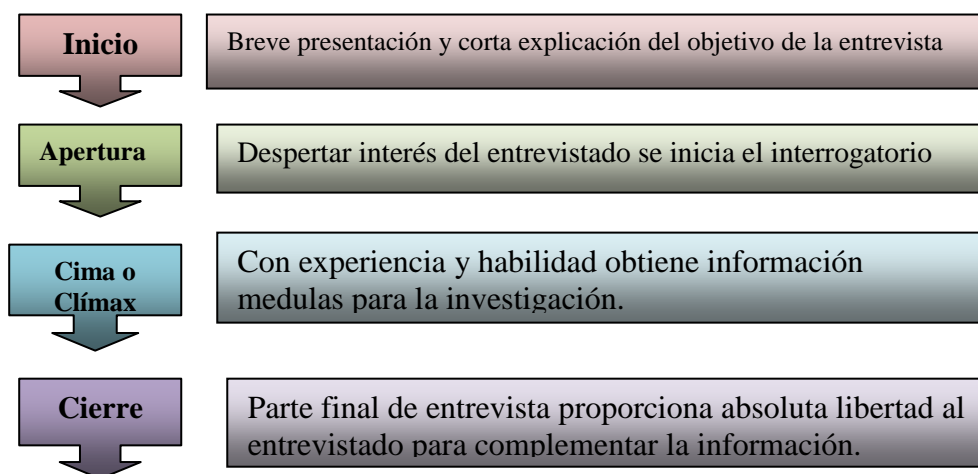 Inicio
Breve presentación y corta explicación del objetivo de la entrevista
Apertura
Despertar interés del entrevistado se inicia el interrogatorio
Cima o
Clímax
Con experiencia y habilidad obtiene información
medulas para la investigación.
Cierre
Parte final de entrevista proporciona absoluta libertad al
entrevistado para complementar la información.